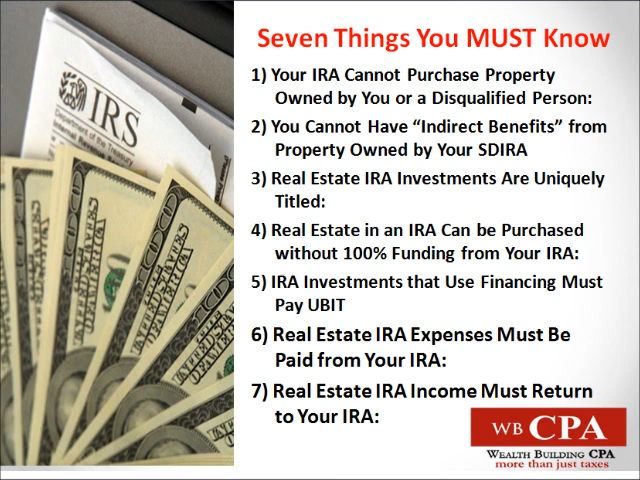 Seven Things You MUST Know
1) Your IRA Cannot Purchase Property
Owned by You or a Disqualified Person:
2) You Cannot Have “Indirect Benefits” from
Property Owned by Your SDIRA
3) Real Estate IRA Investments Are Uniquely
Titled:
4) Real Estate in an IRA Can be Purchased
without 100% Funding from Your IRA:
5) IRA Investments that Use Financing Must
Pay UBIT
6) Real Estate IRA Expenses Must Be
Paid from Your IRA:
7) Real Estate IRA Income Must Return
to Your IRA:
WB CPA
WEALTH BUILDING CPA
more than just taxes
IRS
Department of the Treasury
Internal Revenue